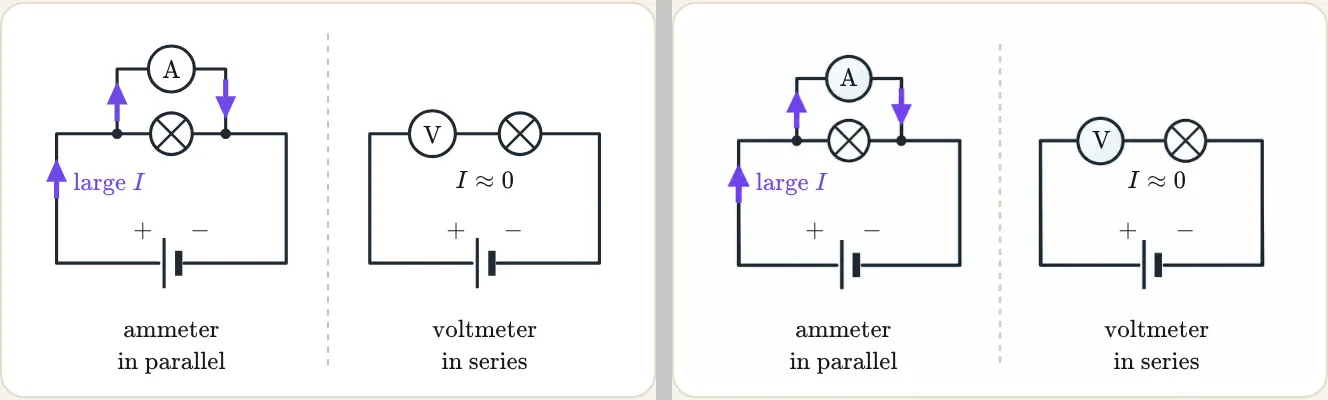 A
V
large I
I ≈ 0
+ −
+ −
ammeter
in parallel
voltmeter
in series
A
V
large I
I ≈ 0
+ −
+ −
ammeter
in parallel
voltmeter
in series